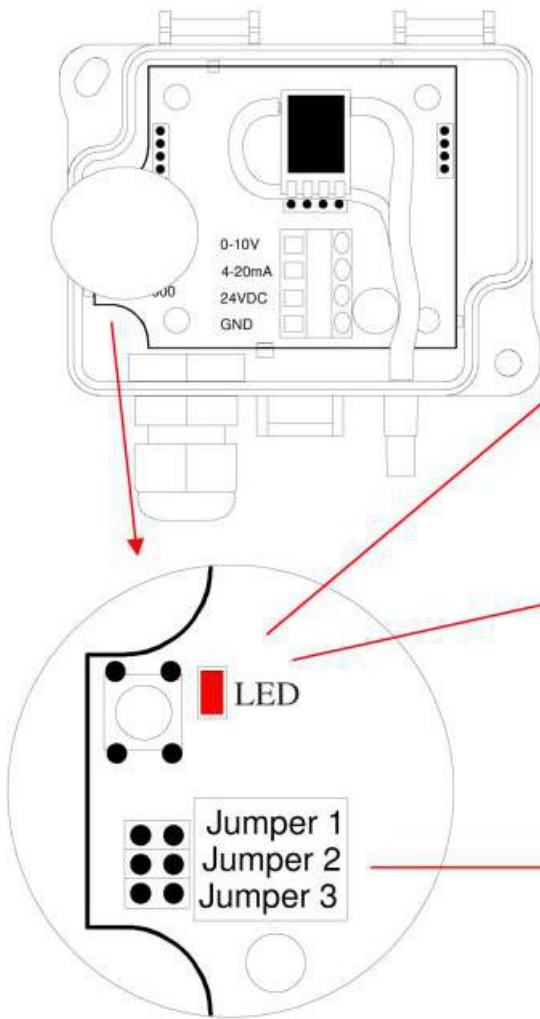 0-10V
4-20mA
24VDC
GND
LED
Jumper 1
Jumper 2
Jumper 3